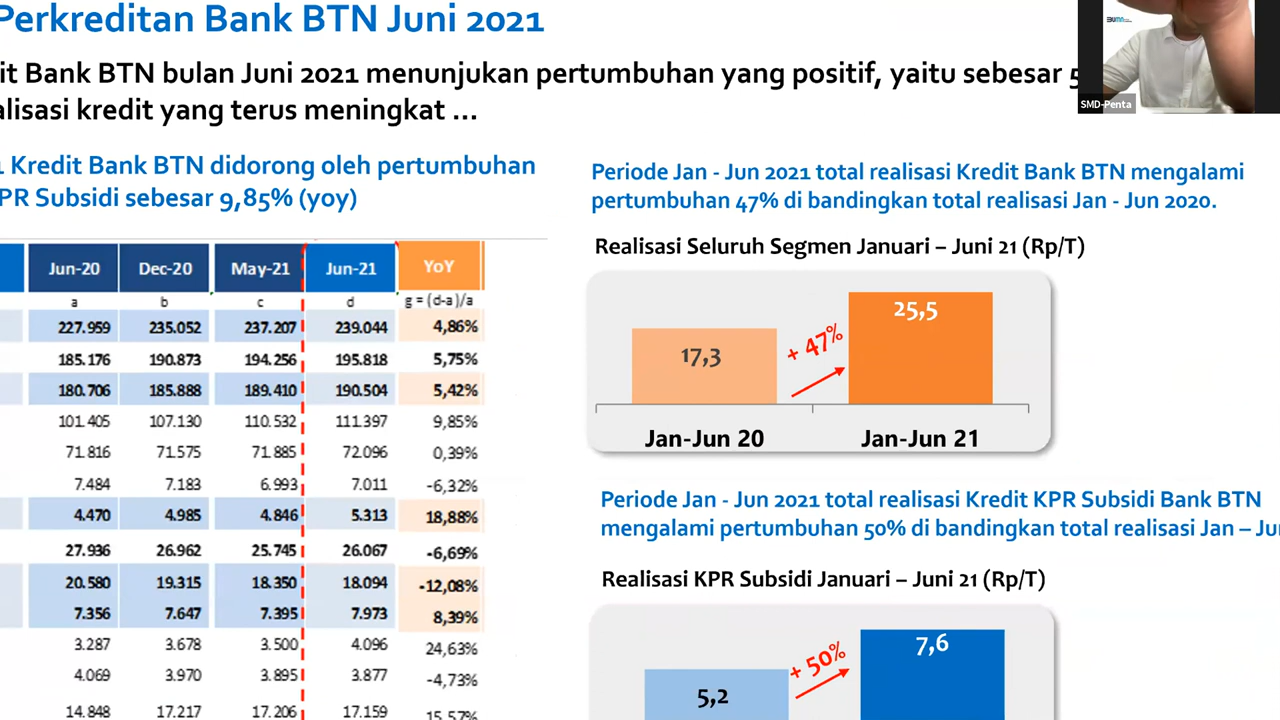 Perkreditan Bank BTN Juni 2021
it Bank BTN bulan Juni 2021 menunjukan pertumbuhan yang positif, yaitu sebesar 5
alisasi kredit yang terus meningkat ...
1 Kredit Bank BTN didorong oleh pertumbuhan
PR Subsidi sebesar 9,85% (yoy)
Jun-20 Dec-20 May-21 Jun-21 YoY
a b c d g = (d-a)/a
227.959 235.052 237.207 239.044 4,86%
185.176 190.873 194.256 195.818 5,75%
180.706 185.888 189.410 190.504 5,42%
101.405 107.130 110.532 111.397 9,85%
71.816 71.575 71.885 72.096 0,39%
7.484 7.183 6.993 7.011 -6,32%
4.470 4.985 4.846 5.313 18,88%
27.936 26.962 25.745 26.067 -6,69%
20.580 19.315 18.350 18.094 -12,08%
7.356 7.647 7.395 7.973 8,39%
3.287 3.678 3.500 4.096 24,63%
4.069 3.970 3.895 3.877 -4,73%
14.848 17.217 17.206 17.159 15,57%
Periode Jan - Jun 2021 total realisasi Kredit Bank BTN mengalami
pertumbuhan 47% di bandingkan total realisasi Jan - Jun 2020.
Realisasi Seluruh Segmen Januari – Juni 21 (Rp/T)
17,3
+ 47%
25,5
Jan-Jun 20 Jan-Jun 21
Periode Jan - Jun 2021 total realisasi Kredit KPR Subsidi Bank BTN
mengalami pertumbuhan 50% di bandingkan total realisasi Jan – Ju
Realisasi KPR Subsidi Januari – Juni 21 (Rp/T)
5,2
+ 50%
7,6
BUMN
SMD-Penta